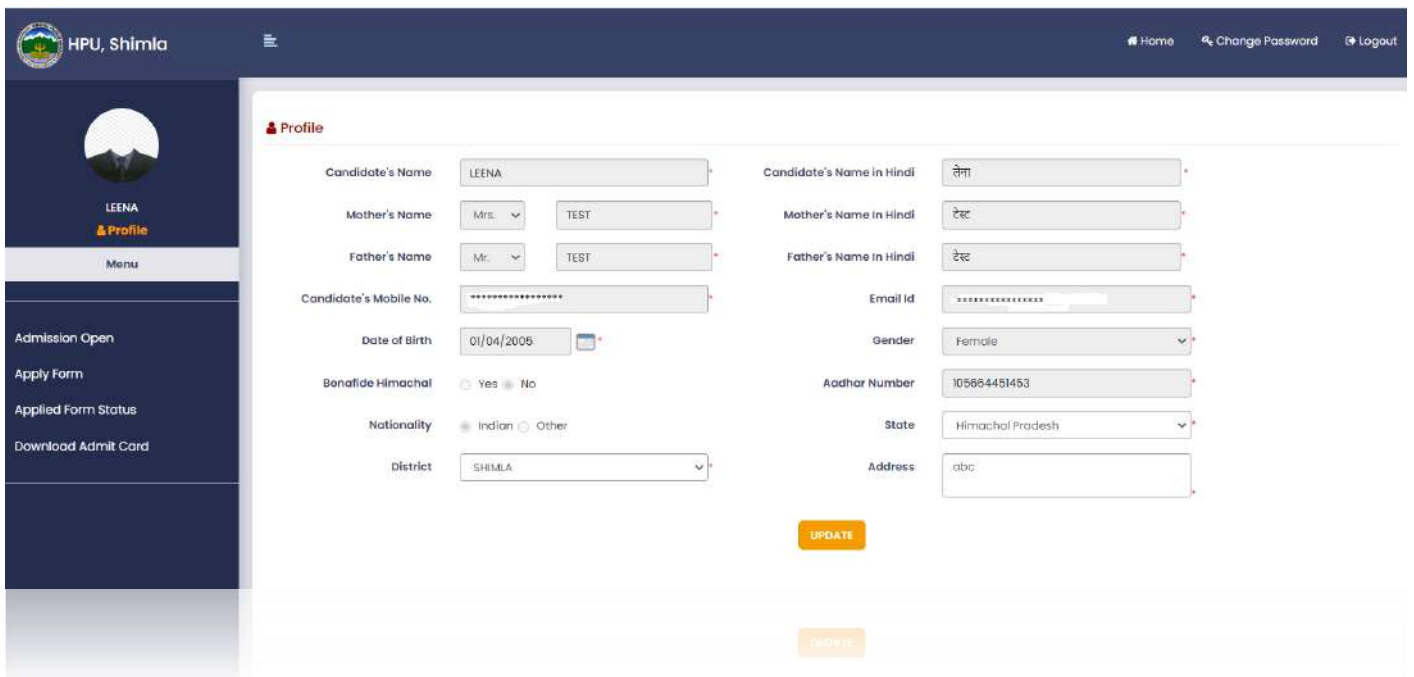 HPU, Shimla
Home Change Password Logout
LEENA
Profile
Menu
Admission Open
Apply Form
Applied Form Status
Download Admit Card
Profile
Candidate's Name LEENA * Candidate's Name in Hindi लेना *
Mother's Name Mrs. TEST * Mother's Name In Hindi टेस्ट *
Father's Name Mr. TEST * Father's Name In Hindi टेस्ट *
Candidate's Mobile No. ***************** * Email Id **************** *
Date of Birth 01/04/2005 * Gender Female *
Bonafide Himachal Yes No Aadhar Number 105664451453 *
Nationality Indian Other State Himachal Pradesh *
District SHIMLA * Address abc *
UPDATE